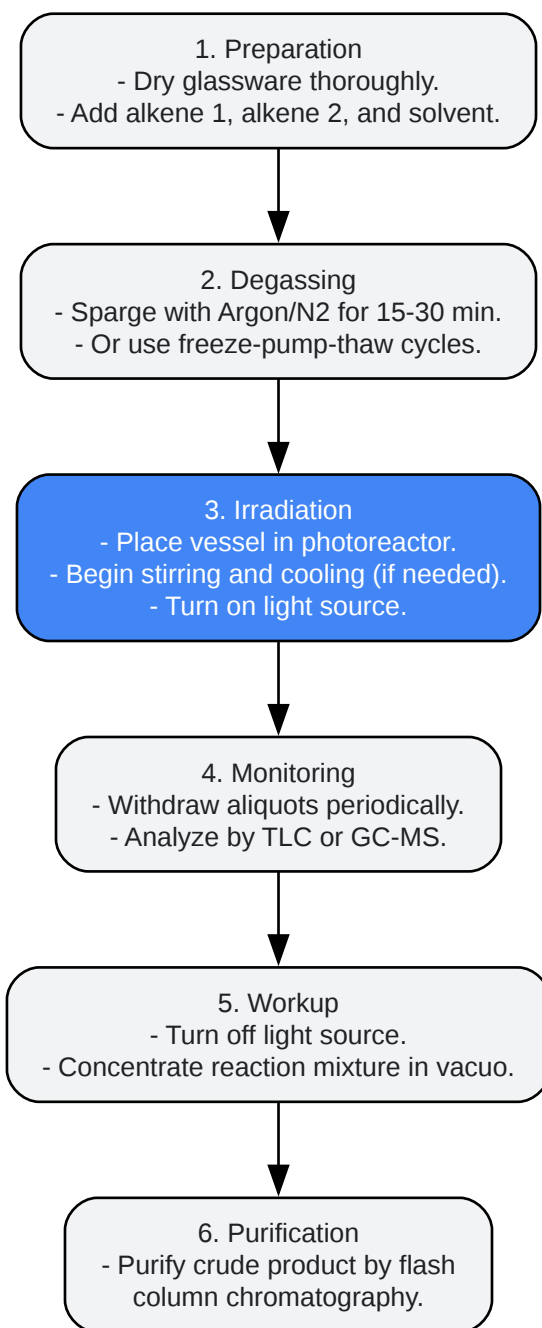 1. Preparation
- Dry glassware thoroughly.
- Add alkene 1, alkene 2, and solvent.
2. Degassing
- Sparge with Argon/N2 for 15-30 min.
- Or use freeze-pump-thaw cycles.
3. Irradiation
- Place vessel in photoreactor.
- Begin stirring and cooling (if needed).
- Turn on light source.
4. Monitoring
- Withdraw aliquots periodically.
- Analyze by TLC or GC-MS.
5. Workup
- Turn off light source.
- Concentrate reaction mixture in vacuo.
6. Purification
- Purify crude product by flash
column chromatography.